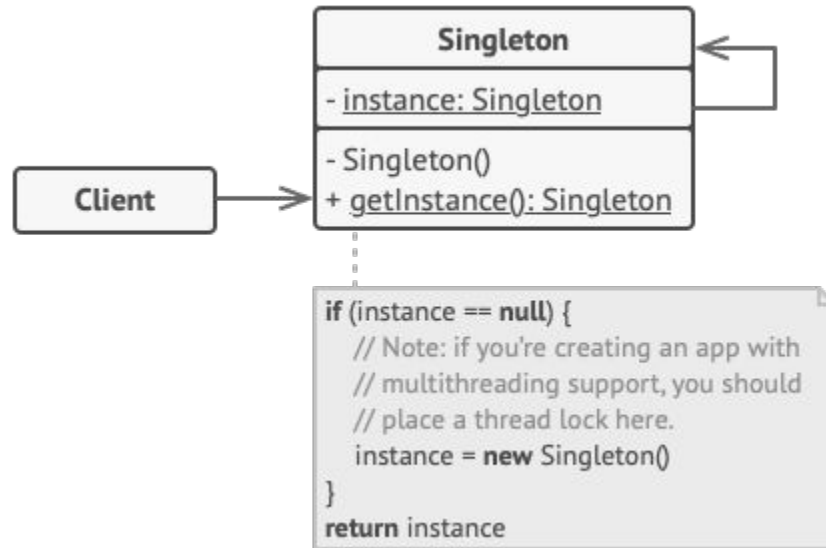 Singleton
- instance: Singleton
- Singleton()
+ getInstance(): Singleton
Client
if (instance == null) {
// Note: if you're creating an app with
// multithreading support, you should
// place a thread lock here.
instance = new Singleton()
}
return instance